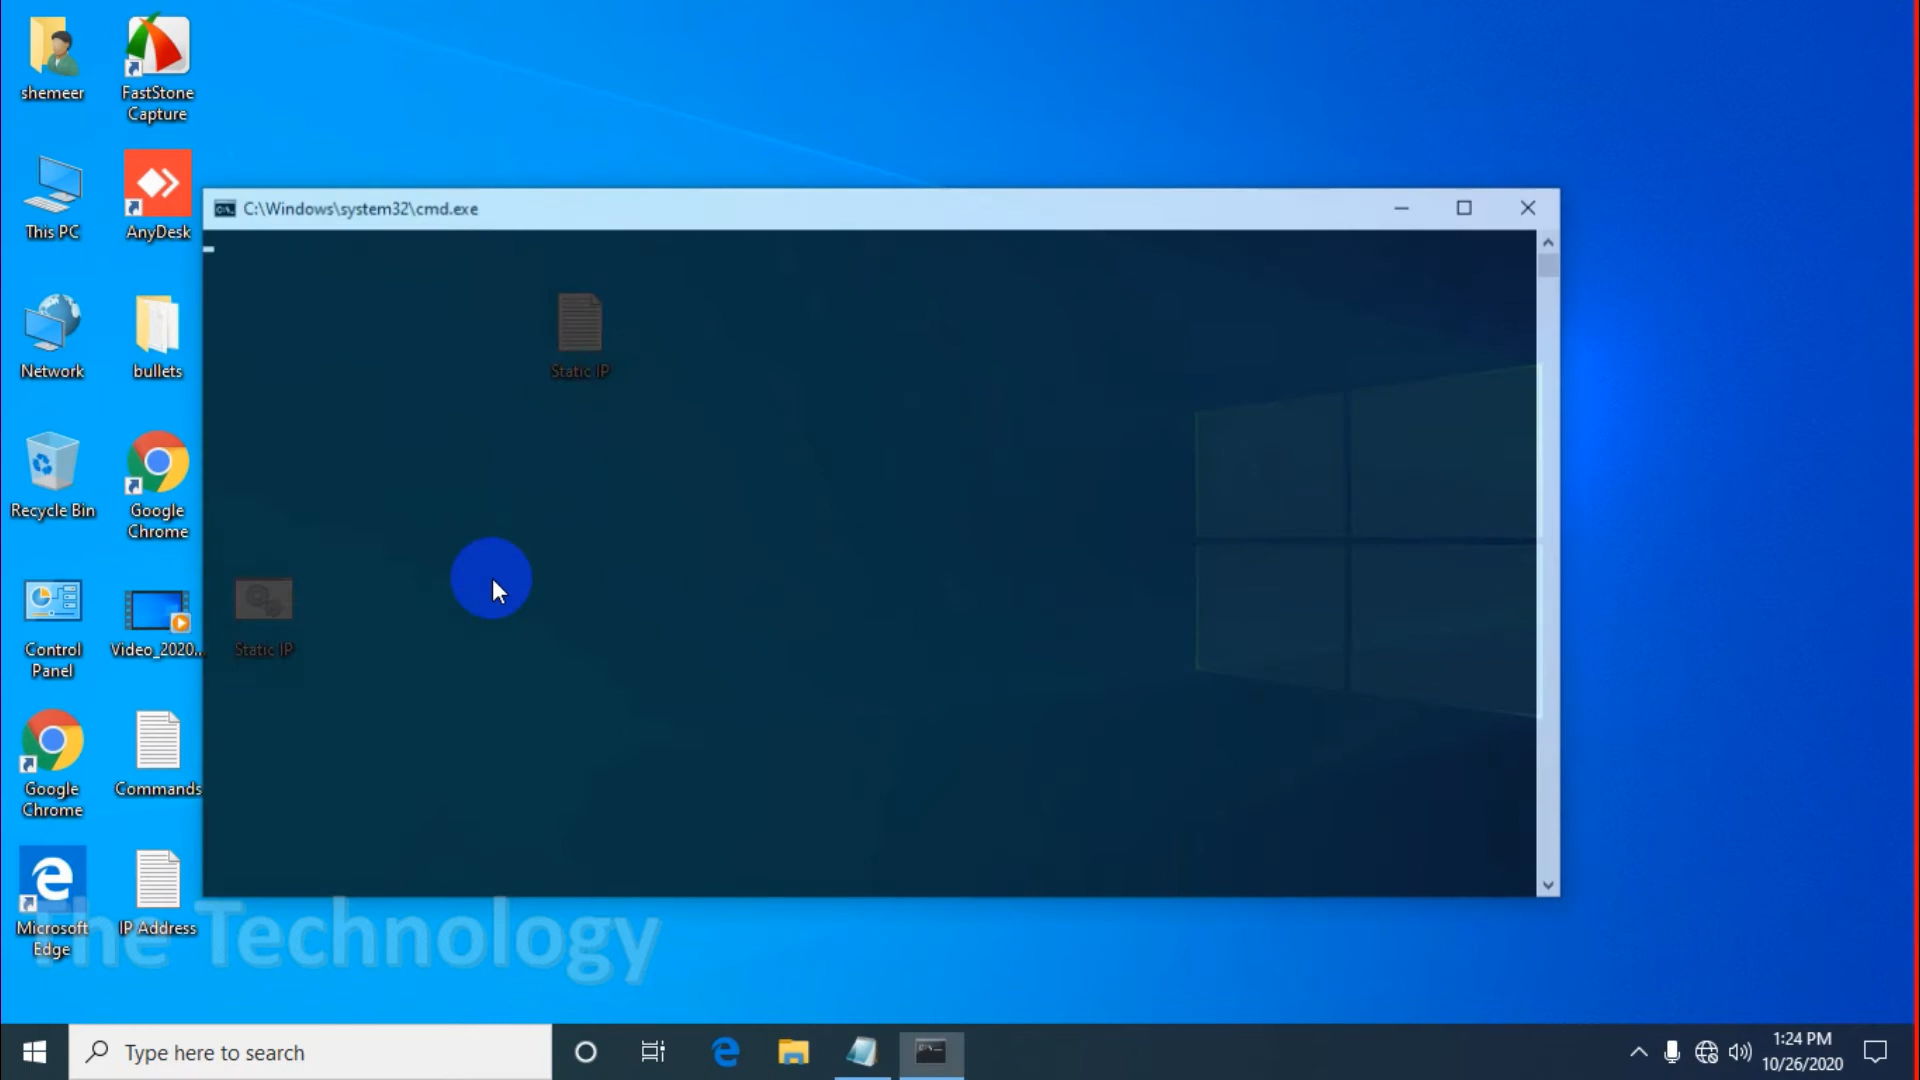 shemeer
FastStone
Capture
This PC
AnyDesk
Network
bullets
Recycle Bin
Google
Chrome
Control
Panel
Video_2020...
Google
Chrome
Commands
Microsoft
Edge
IP Address
C:\Windows\system32\cmd.exe
Static IP
Static IP
The Technology
Type here to search
1:24 PM
10/26/2020